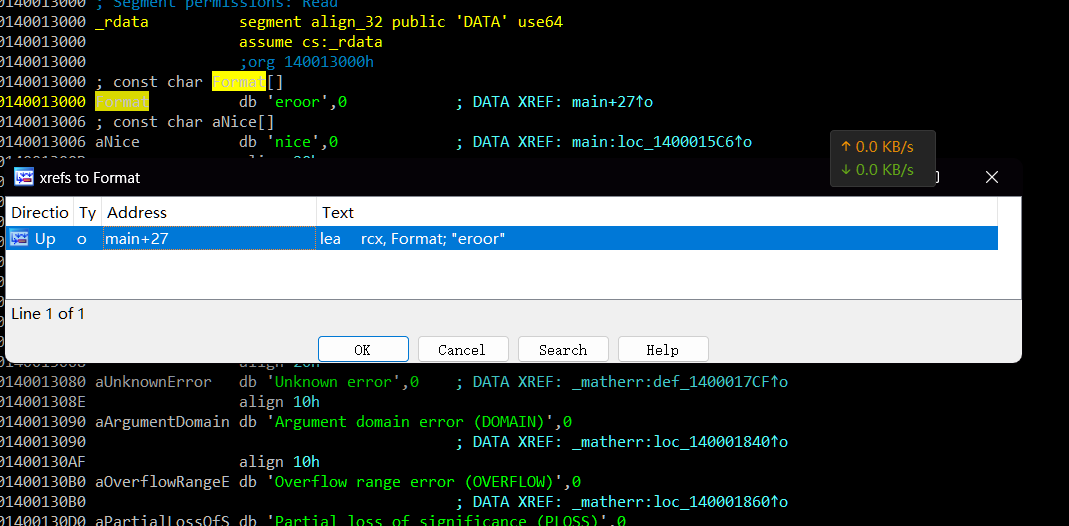 0140013000 ; Segment permissions: Read
0140013000 _rdata segment align_32 public 'DATA' use64
0140013000 assume cs:_rdata
0140013000 ;org 140013000h
0140013000 ; const char Format[]
0140013000 Format db 'eroor',0 ; DATA XREF: main+27↑o
0140013006 ; const char aNice[]
0140013006 aNice db 'nice',0 ; DATA XREF: main:loc_1400015C6↑o
↑ 0.0 KB/s
↓ 0.0 KB/s
xrefs to Format
Directio Ty Address Text
Up o main+27 lea rcx, Format; "eroor"
Line 1 of 1
OK Cancel Search Help
0140013080 aUnknownError db 'Unknown error',0 ; DATA XREF: _matherr:def_1400017CF↑o
014001308E align 10h
0140013090 aArgumentDomain db 'Argument domain error (DOMAIN)',0
0140013090 ; DATA XREF: _matherr:loc_140001840↑o
01400130AF align 10h
01400130B0 aOverflowRangeE db 'Overflow range error (OVERFLOW)',0
01400130B0 ; DATA XREF: _matherr:loc_140001860↑o
01400130D0 aPartialLossOfS db 'Partial loss of significance (PLOSS)',0